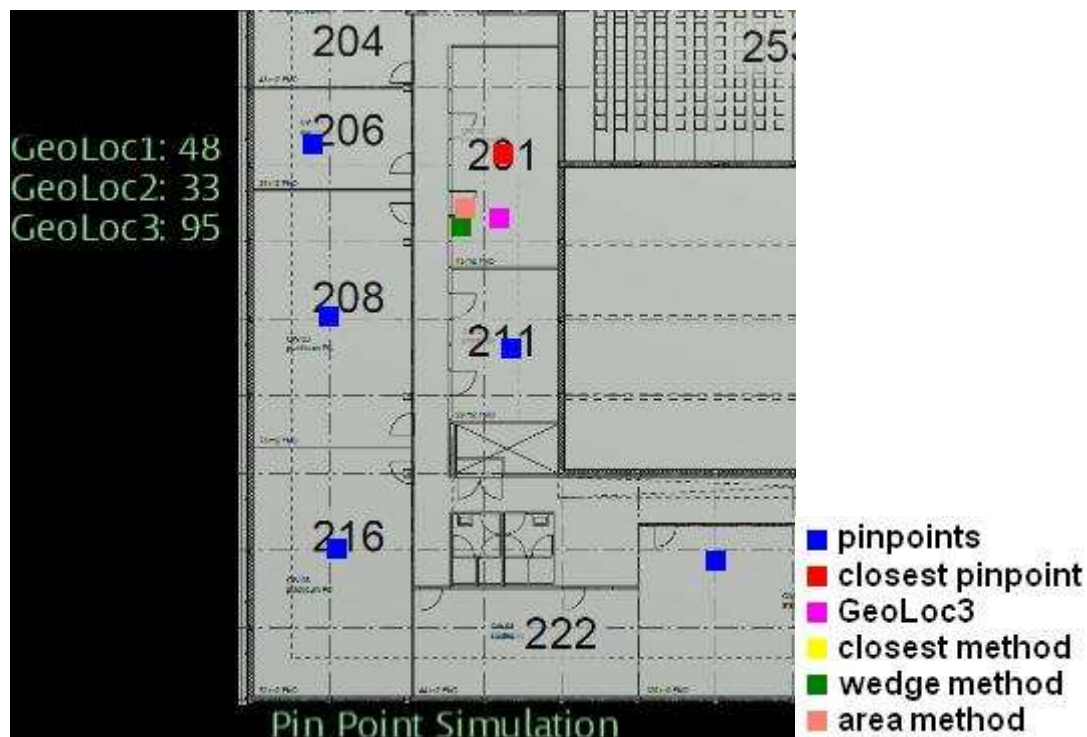 204
253
206
GeoLoc1: 48
201
GeoLoc2: 33
GeoLoc3: 95
208
211
216
222
Pin Point Simulation
pinpoints
closest pinpoint
GeoLoc3
closest method
wedge method
area method